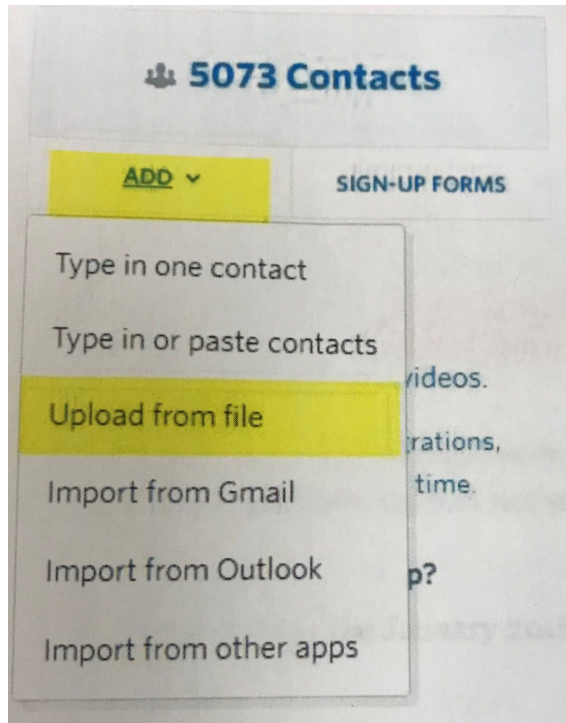 5073 Contacts
ADD
SIGN-UP FORMS
Type in one contact
Type in or paste contacts
videos.
Upload from file
rations,
Import from Gmail
time.
Import from Outlook
p?
Import from other apps